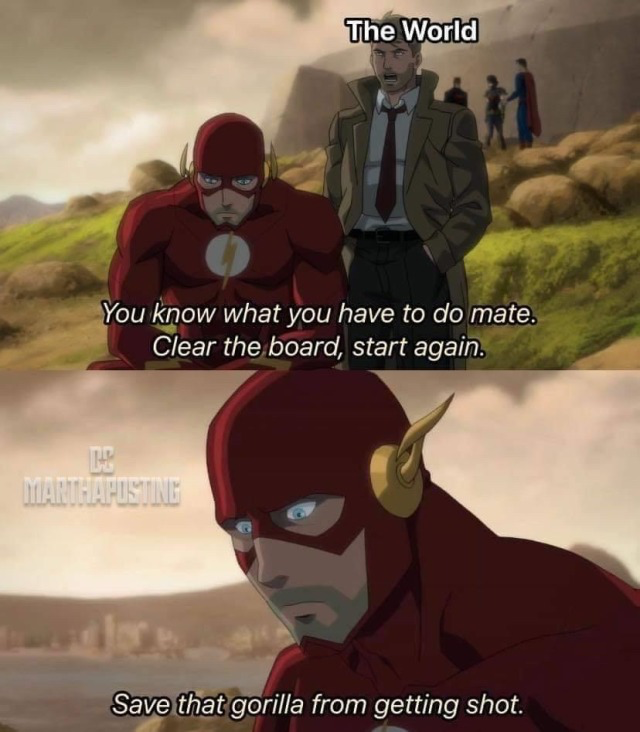 The World
You know what you have to do mate.
Clear the board, start again.
DC
MARTHAPOSTING
Save that gorilla from getting shot.